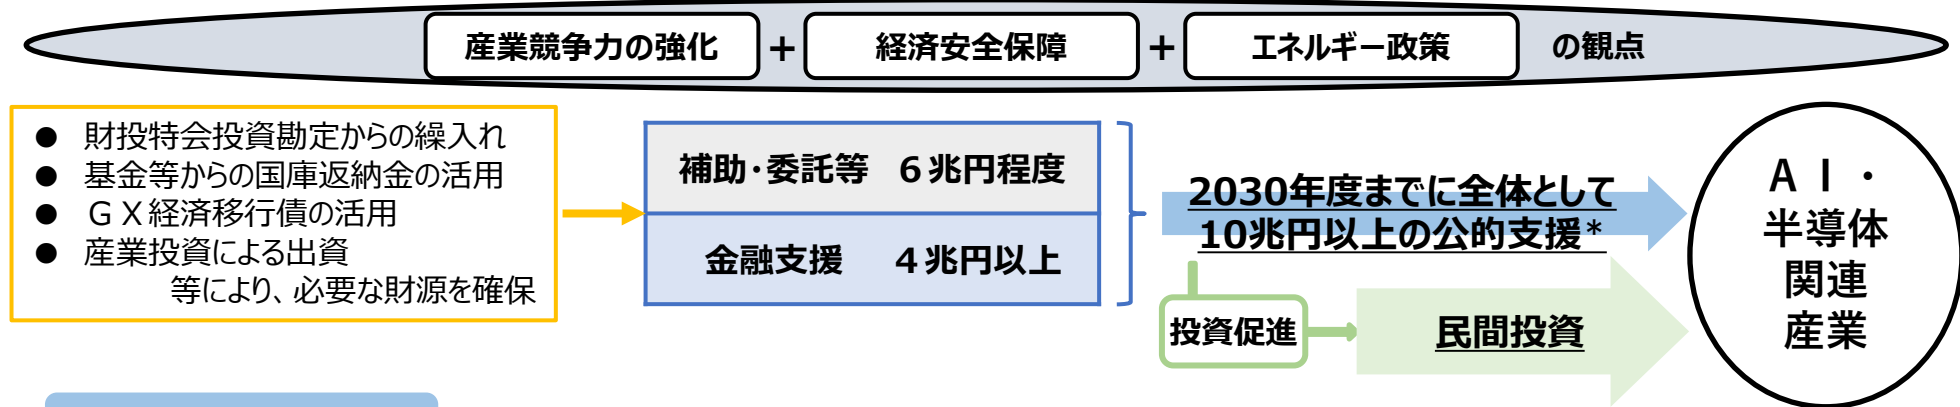 産業競争力の強化 + 経済安全保障 + エネルギー政策 の観点
● 財投特会投資勘定からの繰入れ
● 基金等からの国庫返納金の活用
● ＧＸ経済移行債の活用
● 産業投資による出資
等により、必要な財源を確保
補助・委託等 ６兆円程度
金融支援 ４兆円以上
2030年度までに全体として
10兆円以上の公的支援*
投資促進
民間投資
ＡＩ・
半導体
関連
産業